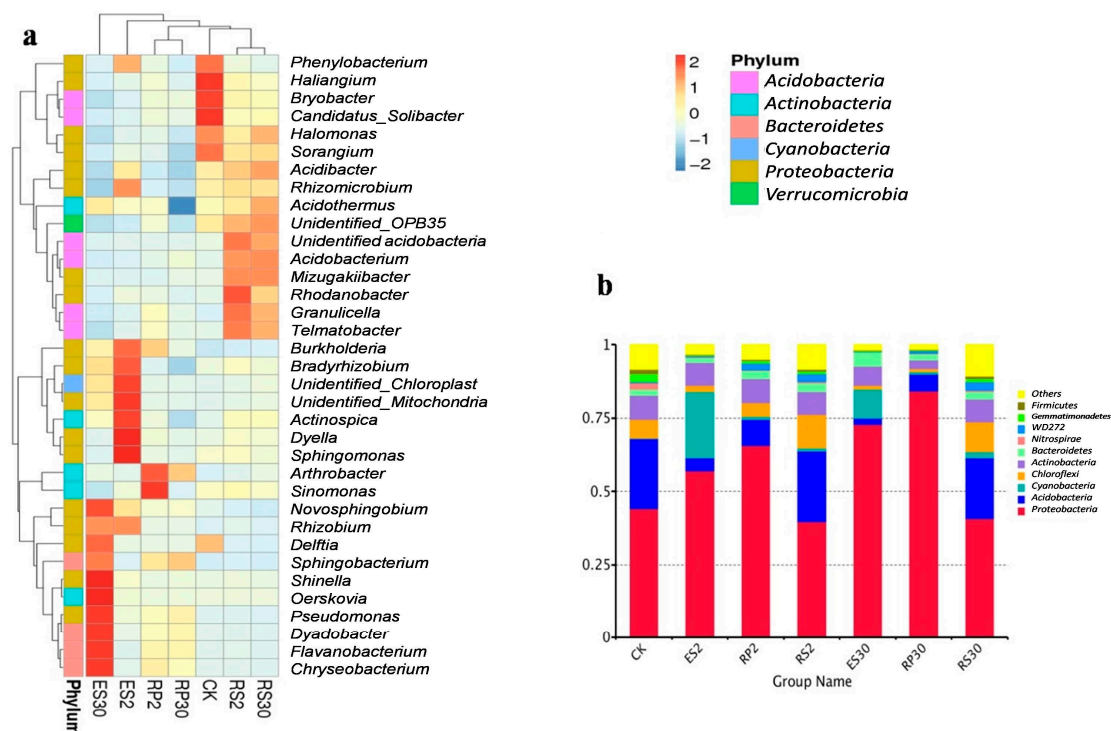 a
Phenylobacterium
Haliangium
Bryobacter
Candidatus_Solibacter
Halomonas
Sorangium
Acidibacter
Rhizomicrobium
Acidothermus
Unidentified_OPB35
Unidentified acidobacteria
Acidobacterium
Mizugakiibacter
Rhodanobacter
Granulicella
Telmatobacter
Burkholderia
Bradyrhizobium
Unidentified_Chloroplast
Unidentified_Mitochondria
Actinospica
Dyella
Sphingomonas
Arthrobacter
Sinomonas
Novosphingobium
Rhizobium
Delftia
Sphingobacterium
Shinella
Oerskovia
Pseudomonas
Dyadobacter
Flavanobacterium
Chryseobacterium
Phylum ES30 ES2 RP2 RP30 CK RS2 RS30
2
1
0
−1
−2
Phylum
Acidobacteria
Actinobacteria
Bacteroidetes
Cyanobacteria
Proteobacteria
Verrucomicrobia
b
1
0.75
0.5
0.25
0
CK ES2 RP2 RS2 ES30 RP30 RS30
Group Name
Others
Firmicutes
Gemmatimonadetes
WD272
Nitrospirae
Bacteroidetes
Actinobacteria
Chloroflexi
Cyanobacteria
Acidobacteria
Proteobacteria